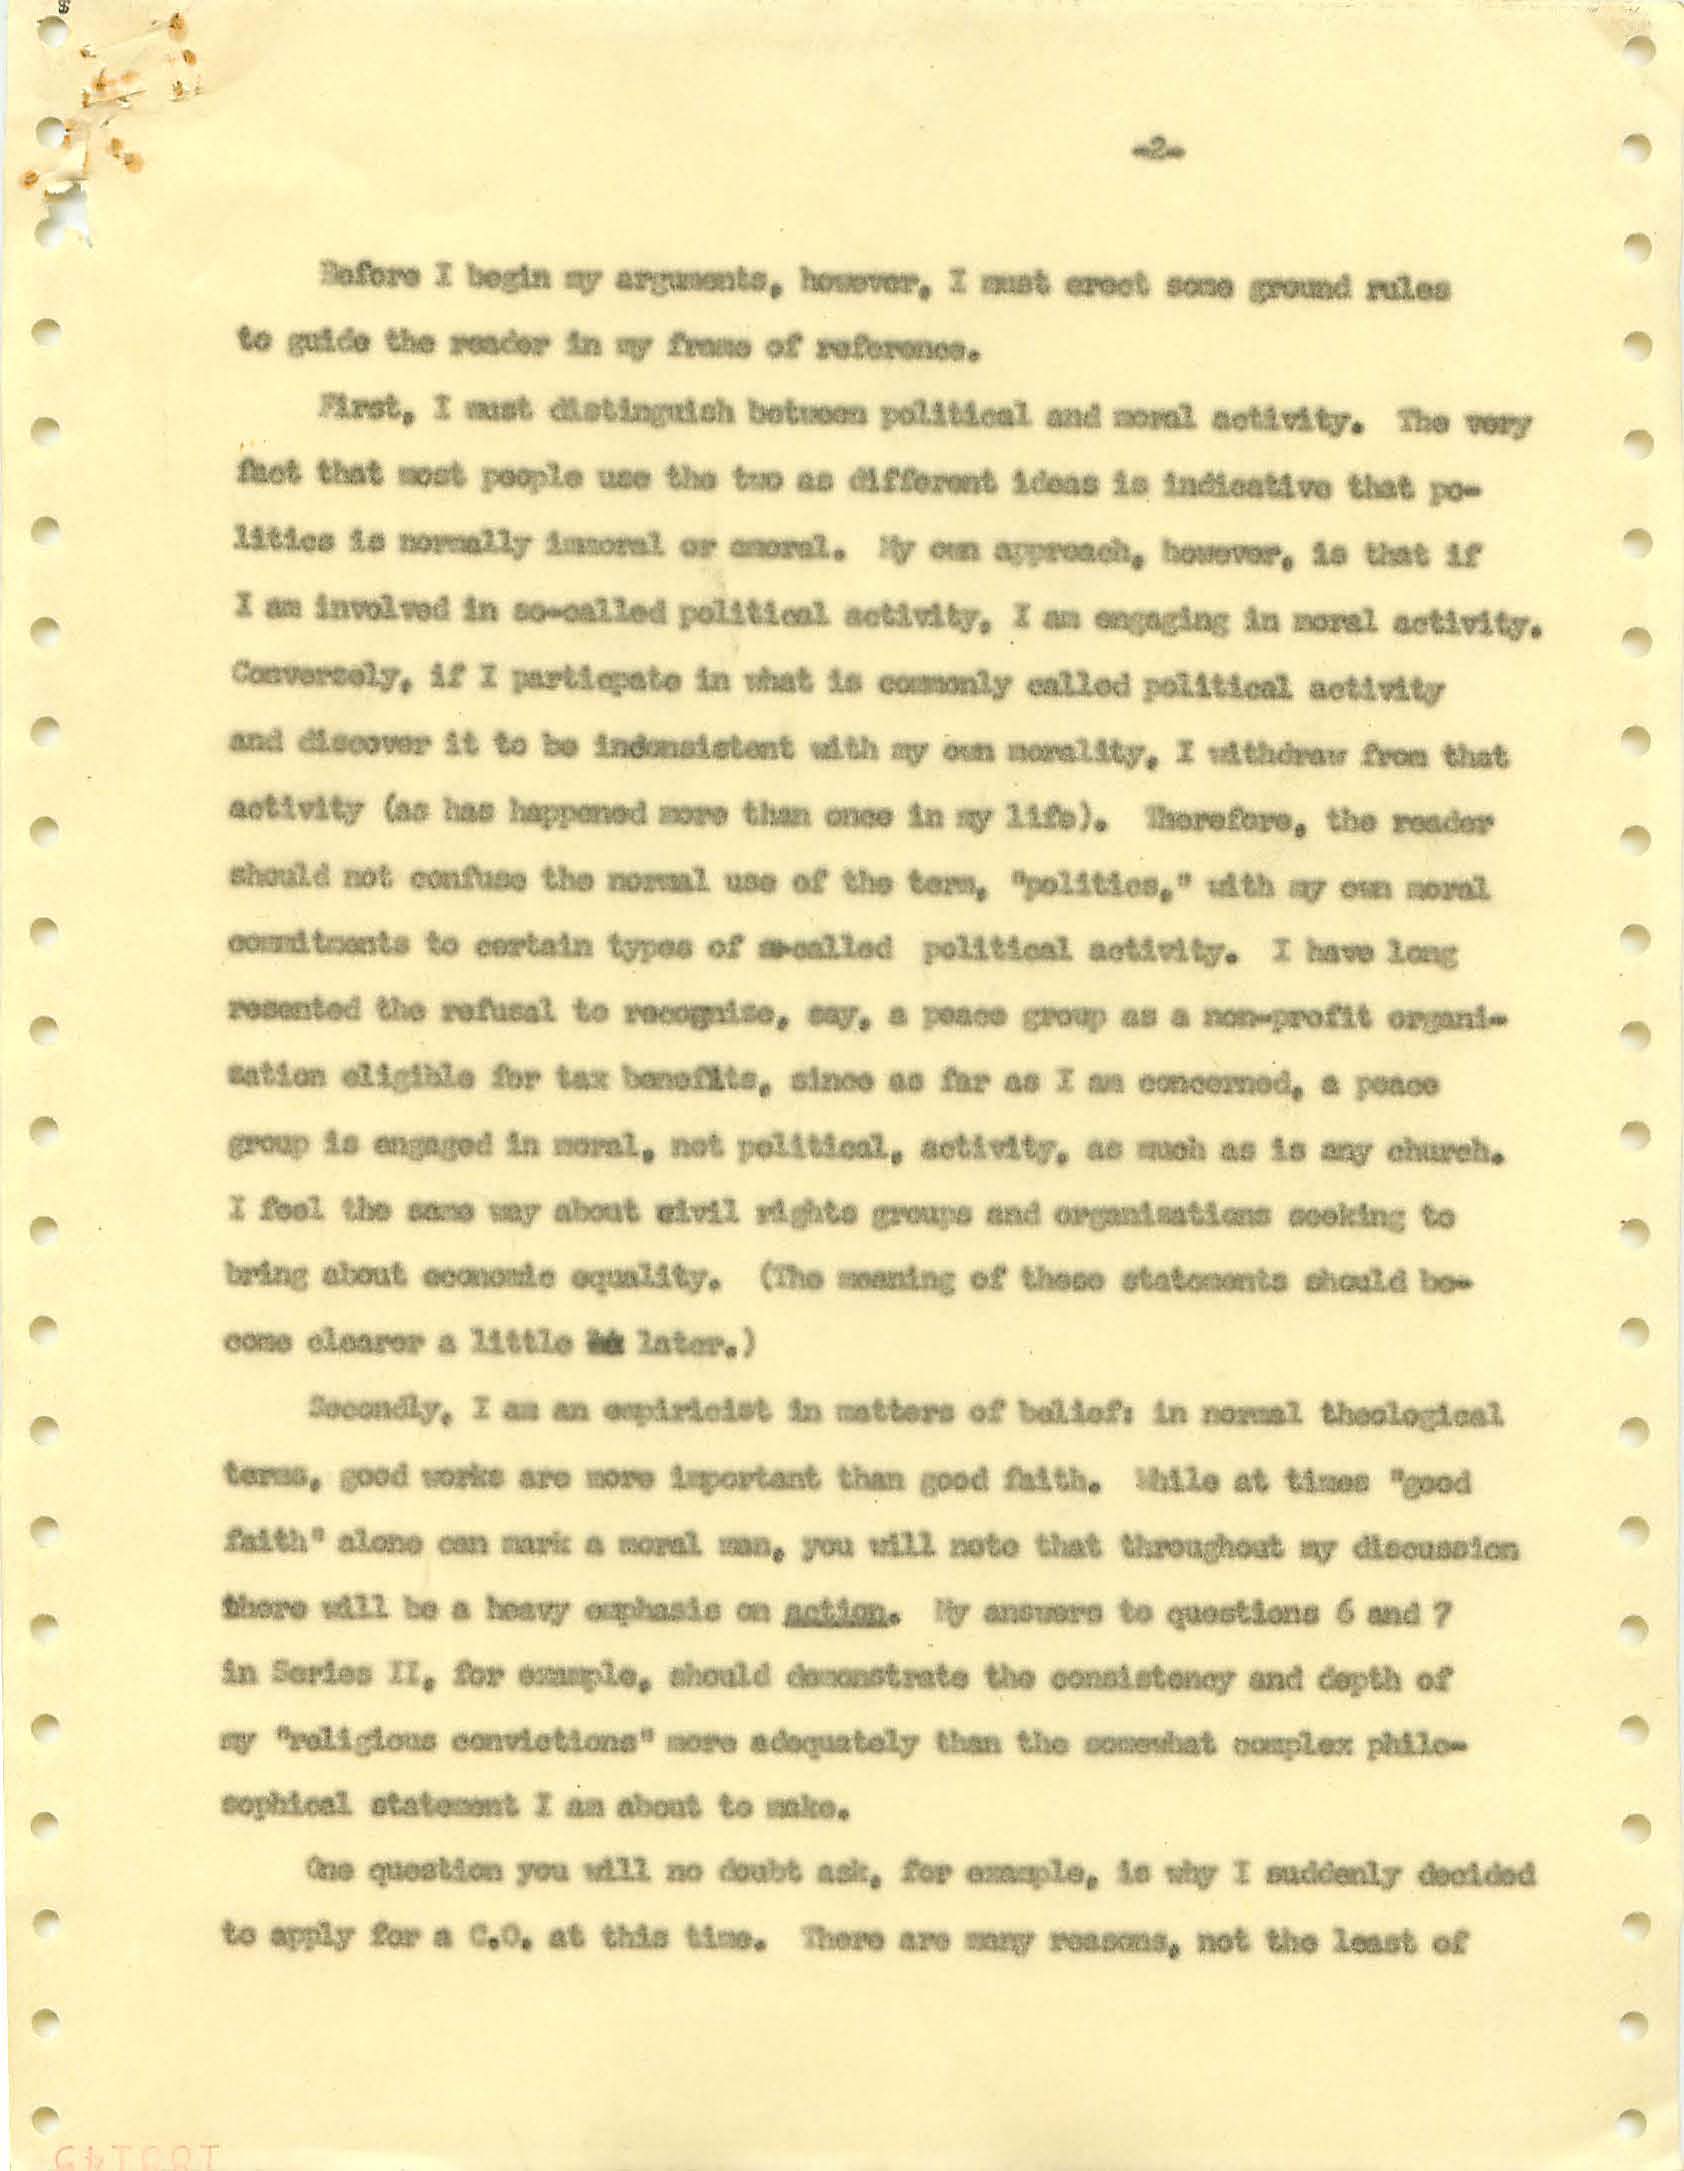 -2-
Before I begin my arguments, however, I must erect some ground rules
to guide the reader in my frame of reference.
First, I must distinguish between political and moral activity. The very
fact that most people use the two as different ideas is indicative that po-
litics is normally immoral or amoral. My own approach, however, is that if
I am involved in so-called political activity, I am engaging in moral activity.
Conversely, if I particpate in what is commonly called political activity
and discover it to be inconsistent with my own morality, I withdraw from that
activity (as has happened more than once in my life). Therefore, the reader
should not confuse the normal use of the term, "politics," with my own moral
commitments to certain types of so-called political activity. I have long
resented the refusal to recognize, say, a peace group as a non-profit organi-
zation eligible for tax benefits, since as far as I am concerned, a peace
group is engaged in moral, not political, activity, as much as is any church.
I feel the same way about civil rights groups and organizations seeking to
bring about economic equality. (The meaning of these statements should be-
come clearer a little later.)
Secondly, I am an empiricist in matters of belief: in normal theological
terms, good works are more important than good faith. While at times "good
faith" alone can mark a moral man, you will note that throughout my discussion
there will be a heavy emphasis on action. My answers to questions 6 and 7
in Series II, for example, should demonstrate the consistency and depth of
my "religious convictions" more adequately than the somewhat complex philo-
sophical statement I am about to make.
One question you will no doubt ask, for example, is why I suddenly decided
to apply for a C.O. at this time. There are many reasons, not the least of